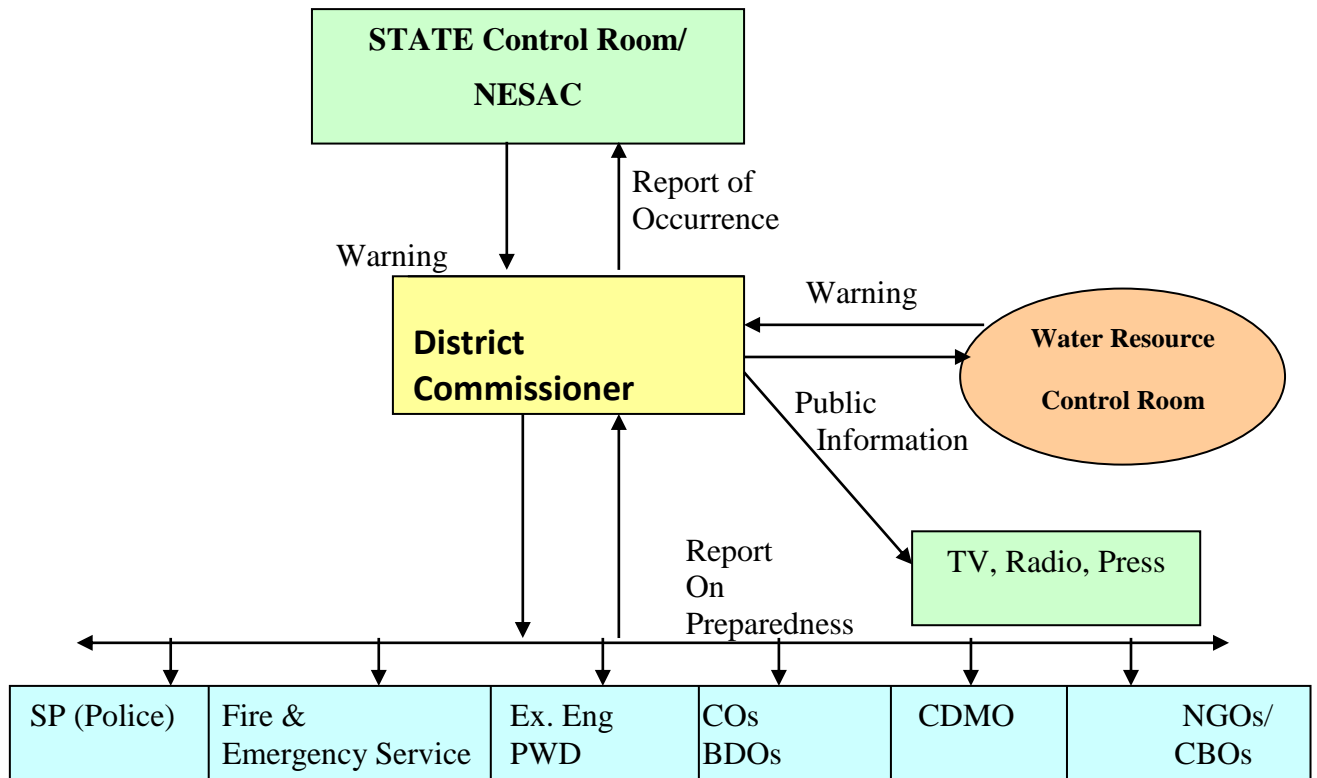 STATE Control Room/
NESAC
Report of
Occurrence
Warning
Warning
District
Commissioner
Water Resource
Control Room
Public
Information
TV, Radio, Press
Report
On
Preparedness
SP (Police)
Fire &
Emergency Service
Ex. Eng
PWD
COs
BDOs
CDMO
NGOs/
CBOs